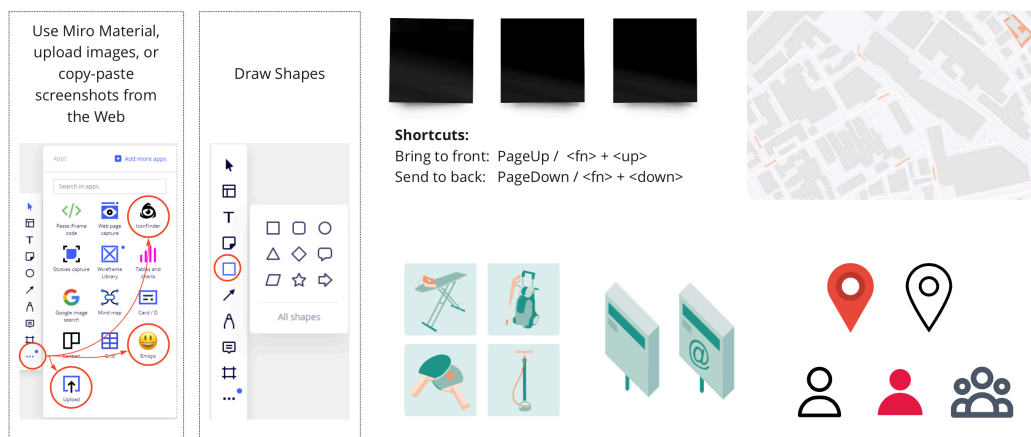 Use Miro Material,
upload images, or
copy-paste
screenshots from
the Web
Apps
Add more apps
Search in apps
</>
Paste iFrame
code
Web page
capture
IconFinder
Stickies capture
Wireframe
Library
Tables and
charts
Google image
search
Mind map
Card / D
Kanban
Grid
Emojis
Upload
Draw Shapes
T
T
All shapes
Shortcuts:
Bring to front: PageUp / <fn> + <up>
Send to back: PageDown / <fn> + <down>
@